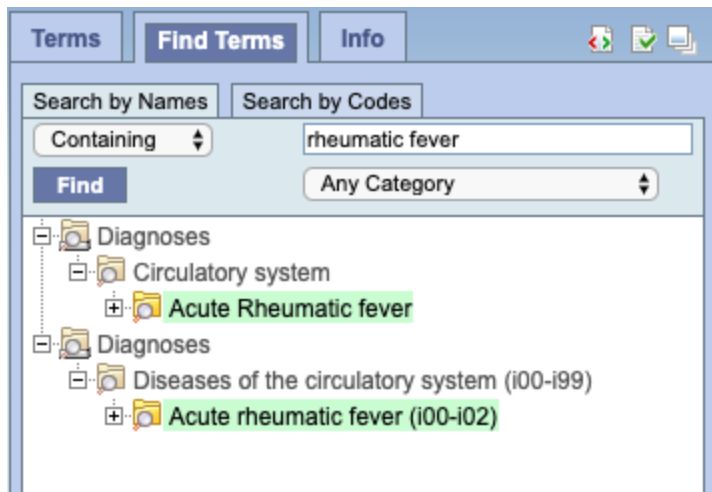 Terms Find Terms Info
Search by Names Search by Codes
Containing rheumatic fever
Find Any Category
Diagnoses
Circulatory system
Acute Rheumatic fever
Diagnoses
Diseases of the circulatory system (i00-i99)
Acute rheumatic fever (i00-i02)